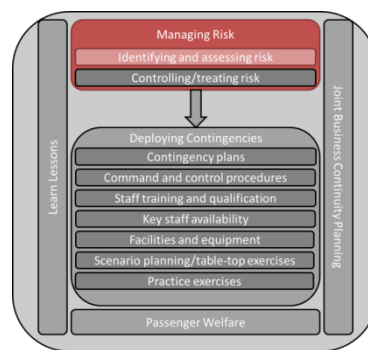 Managing Risk
Identifying and assessing risk
Controlling/treating risk
Learn Lessons
Joint Business Continuity Planning
Deploying Contingencies
Contingency plans
Command and control procedures
Staff training and qualification
Key staff availability
Facilities and equipment
Scenario planning/table-top exercises
Practice exercises
Passenger Welfare